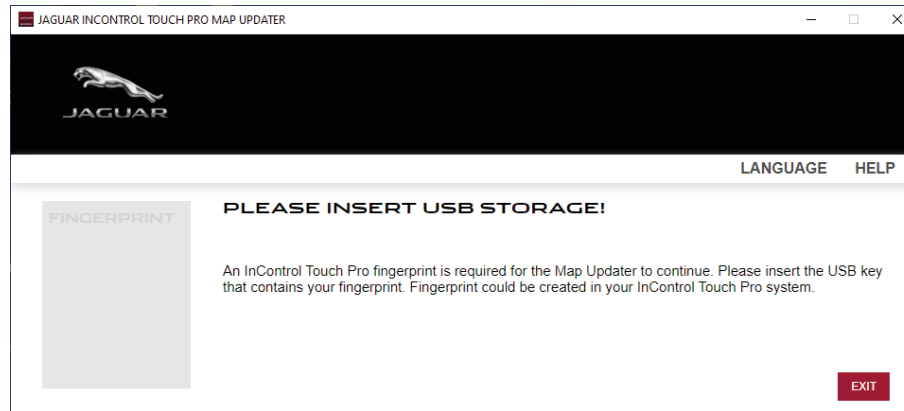 JAGUAR INCONTROL TOUCH PRO MAP UPDATER
JAGUAR
LANGUAGE HELP
FINGERPRINT
PLEASE INSERT USB STORAGE!
An InControl Touch Pro fingerprint is required for the Map Updater to continue. Please insert the USB key
that contains your fingerprint. Fingerprint could be created in your InControl Touch Pro system.
EXIT